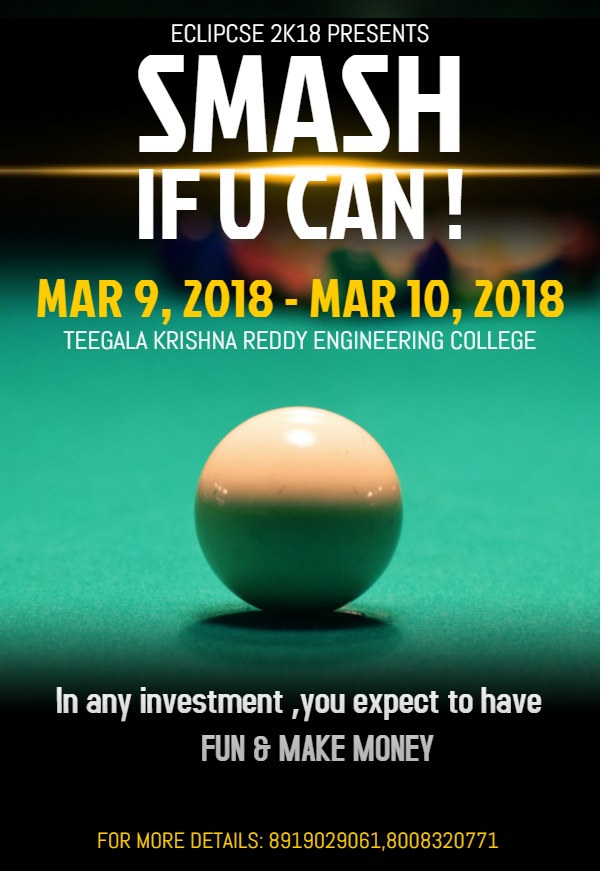 ECLIPCSE 2K18 PRESENTS
SMASH
IF U CAN !
MAR 9, 2018 - MAR 10, 2018
TEEGALA KRISHNA REDDY ENGINEERING COLLEGE
In any investment ,you expect to have
FUN & MAKE MONEY
FOR MORE DETAILS: 8919029061,8008320771